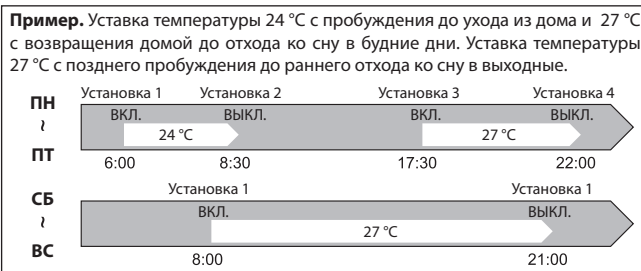 Пример. Уставка температуры 24 °C с пробуждения до ухода из дома и 27 °C
с возвращения домой до отхода ко сну в будние дни. Уставка температуры
27 °C с позднего пробуждения до раннего отхода ко сну в выходные.
Установка 1 Установка 2 Установка 3 Установка 4
ПН
ВКЛ. ВЫКЛ. ВКЛ. ВЫКЛ.
≀
24 °C 27 °C
ПТ
6:00 8:30 17:30 22:00
Установка 1 Установка 1
СБ
ВКЛ. ВЫКЛ.
≀
27 °C
ВС
8:00 21:00